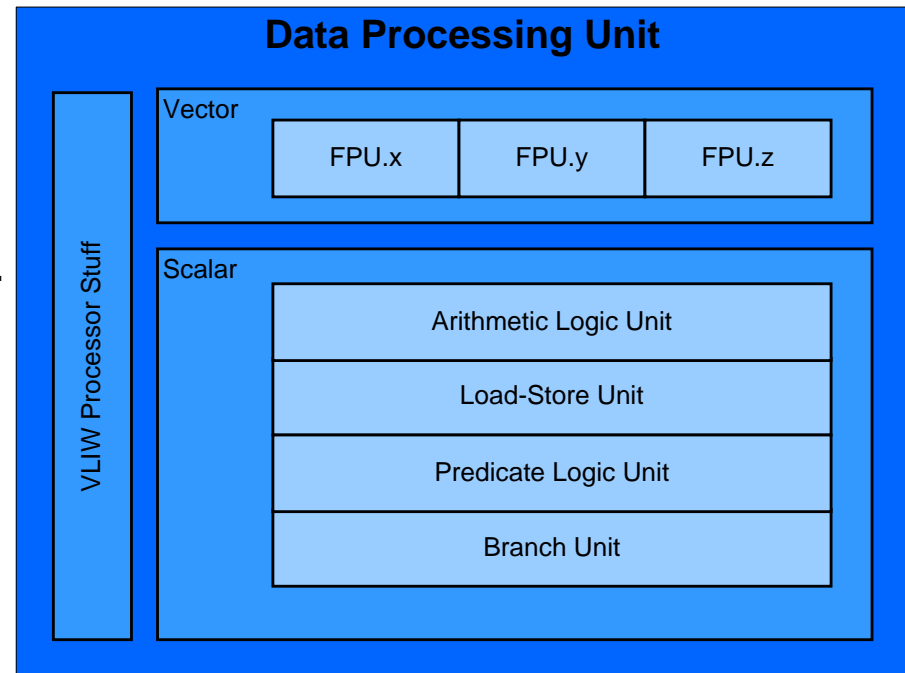 Data Processing Unit
VLIW Processor Stuff
Vector
FPU.x
FPU.y
FPU.z
Scalar
Arithmetic Logic Unit
Load-Store Unit
Predicate Logic Unit
Branch Unit